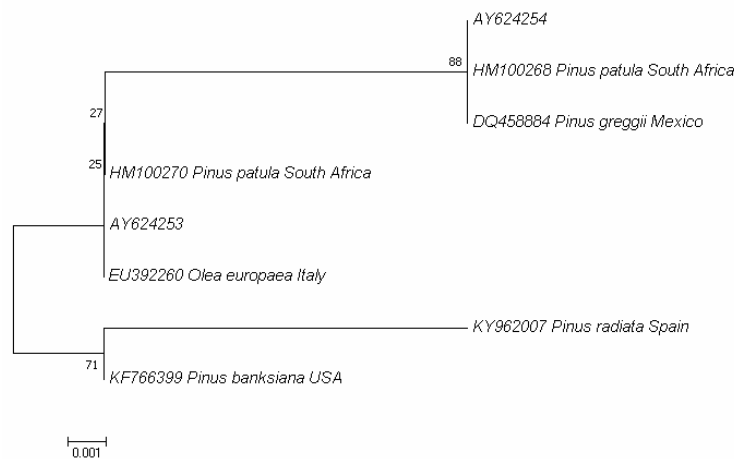 AY624254
88
HM100268 Pinus patula South Africa
27
DQ458884 Pinus greggii Mexico
25
HM100270 Pinus patula South Africa
AY624253
EU392260 Olea europaea Italy
KY962007 Pinus radiata Spain
71
KF766399 Pinus banksiana USA
0.001